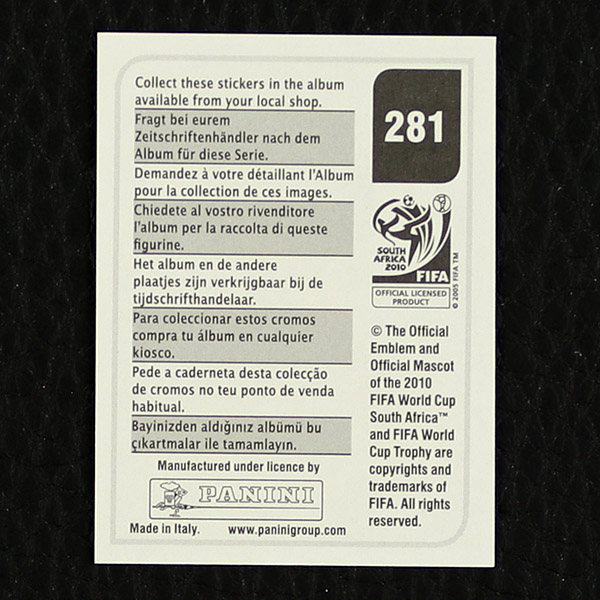 Collect these stickers in the album
available from your local shop.
Fragt bei eurem
Zeitschriftenhändler nach dem
Album für diese Serie.
Demandez à votre détaillant l'Album
pour la collection de ces images.
Chiedete al vostro rivenditore
l'album per la raccolta di queste
figurine.
Het album en de andere
plaatjes zijn verkrijgbaar bij de
tijdschrifthandelaar.
Para coleccionar estos cromos
compra tu álbum en cualquier
kiosco.
Pede a caderneta desta colecção
de cromos no teu ponto de venda
habitual.
Bayinizden aldığınız albümü bu
çıkartmalar ile tamamlayın.
Manufactured under licence by
PANINI
Made in Italy. www.paninigroup.com
281
SOUTH
AFRICA
2010
FIFA
OFFICIAL LICENSED
PRODUCT
© 2005 FIFA TM
© The Official
Emblem and
Official Mascot
of the 2010
FIFA World Cup
South Africa™
and FIFA World
Cup Trophy are
copyrights and
trademarks of
FIFA. All rights
reserved.